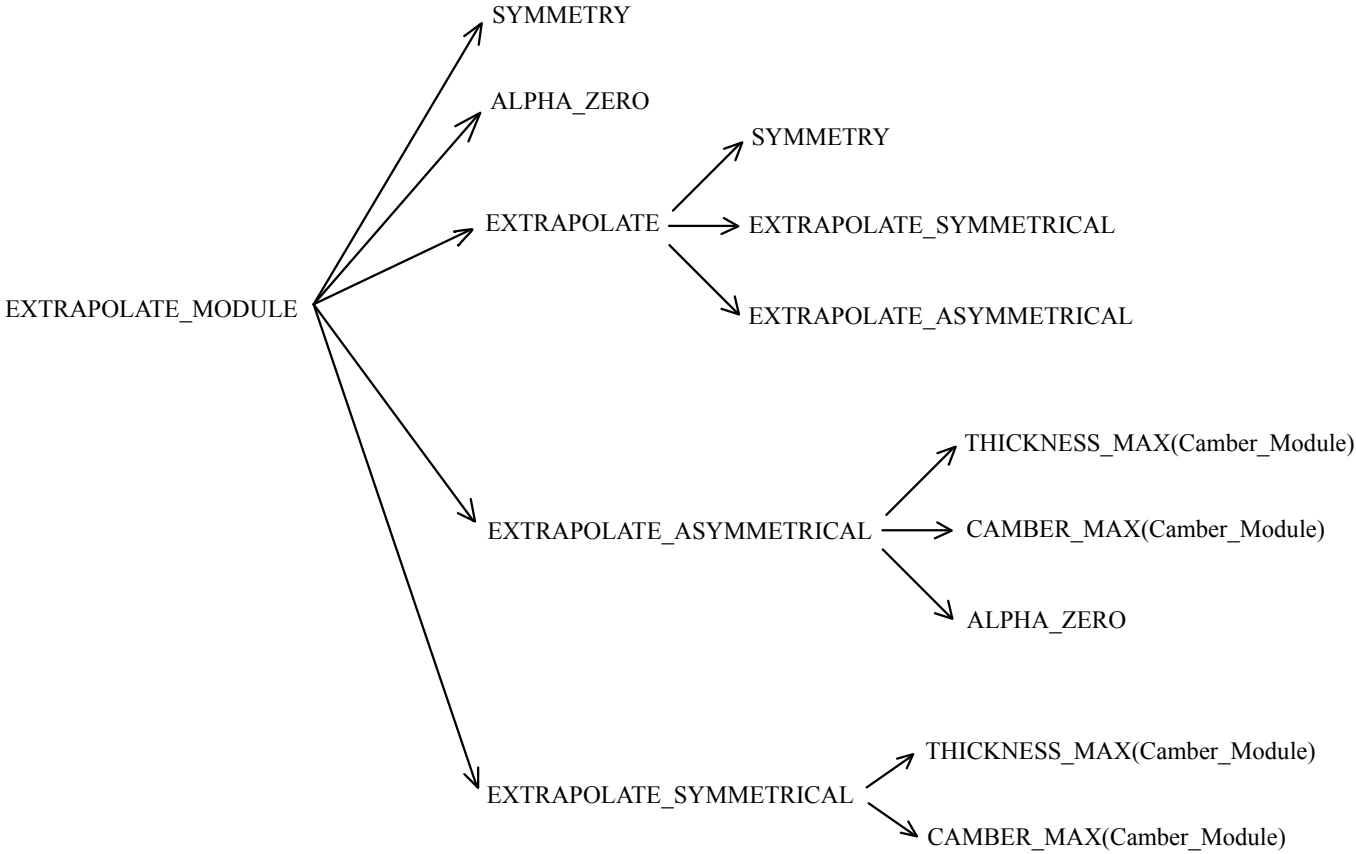 SYMMETRY
ALPHA_ZERO
SYMMETRY
EXTRAPOLATE
EXTRAPOLATE_SYMMETRICAL
EXTRAPOLATE_MODULE
EXTRAPOLATE_ASYMMETRICAL
THICKNESS_MAX(Camber_Module)
EXTRAPOLATE_ASYMMETRICAL
CAMBER_MAX(Camber_Module)
ALPHA_ZERO
THICKNESS_MAX(Camber_Module)
EXTRAPOLATE_SYMMETRICAL
CAMBER_MAX(Camber_Module)